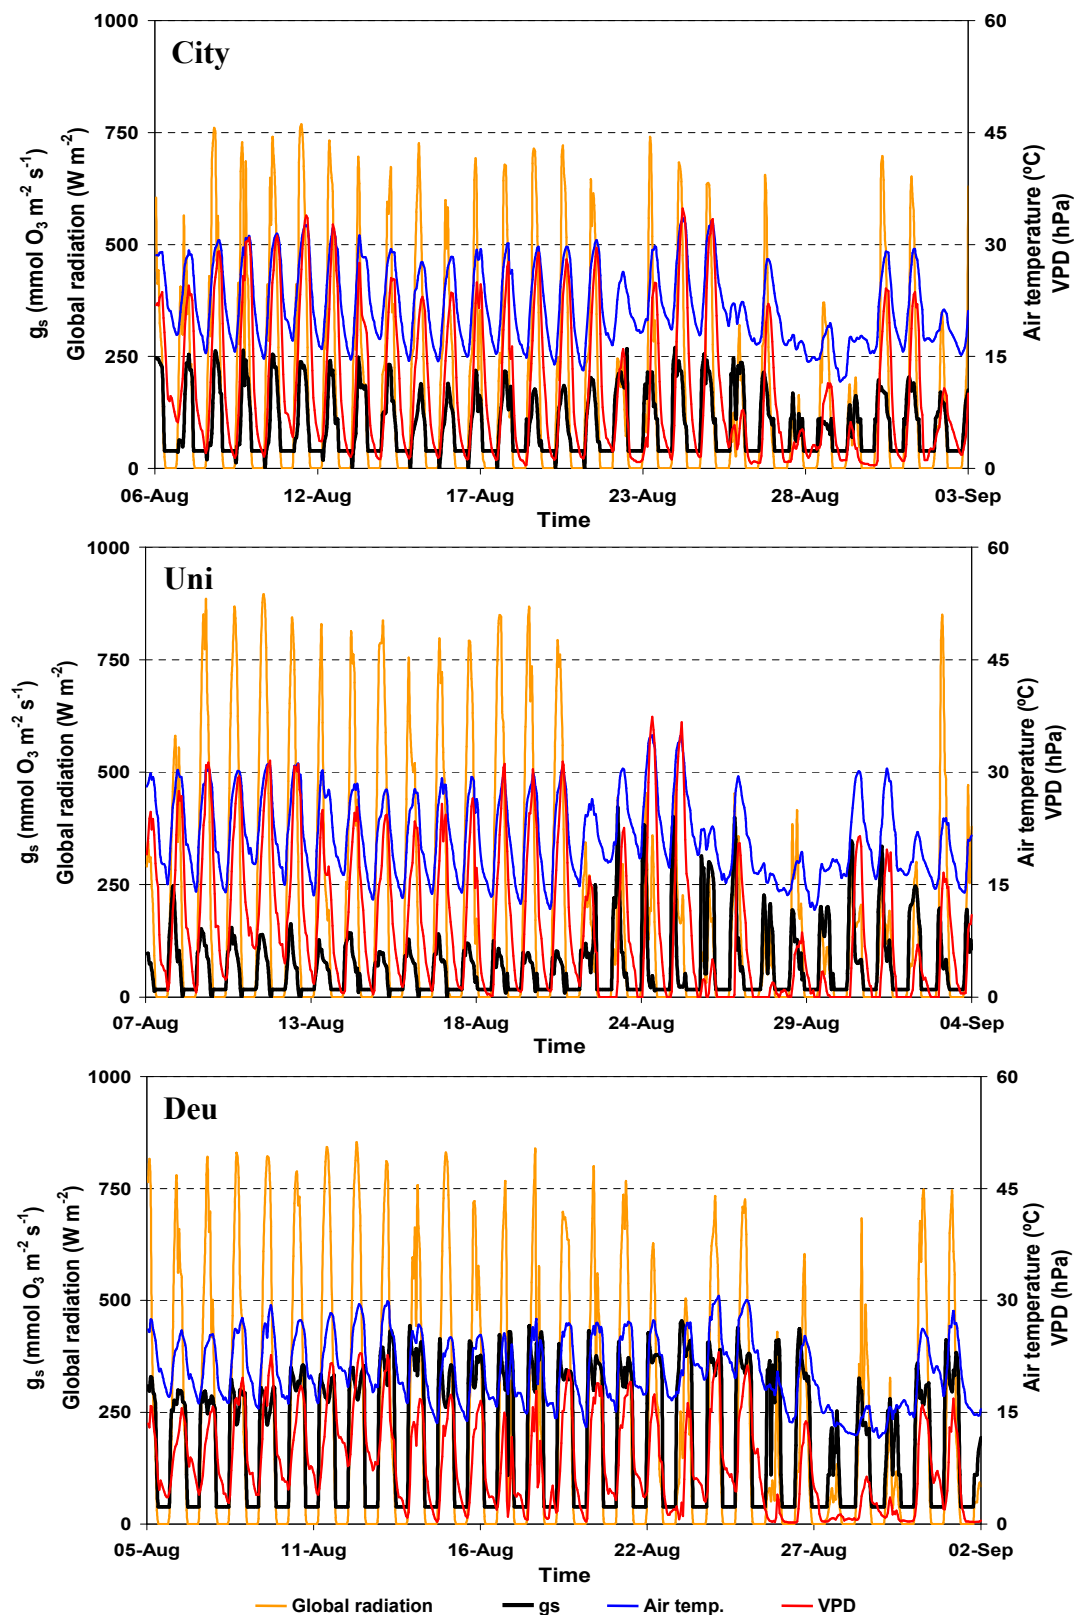 City
1000
750
500
250
0
60
45
30
15
0
gs (mmol O3 m-2 s-1)
Global radiation (W m-2)
Air temperature (ºC)
VPD (hPa)
06-Aug 12-Aug 17-Aug 23-Aug 28-Aug 03-Sep
Time
Uni
1000
750
500
250
0
60
45
30
15
0
gs (mmol O3 m-2 s-1)
Global radiation (W m-2)
Air temperature (ºC)
VPD (hPa)
07-Aug 13-Aug 18-Aug 24-Aug 29-Aug 04-Sep
Time
Deu
1000
750
500
250
0
60
45
30
15
0
gs (mmol O3 m-2 s-1)
Global radiation (W m-2)
Air temperature (ºC)
VPD (hPa)
05-Aug 11-Aug 16-Aug 22-Aug 27-Aug 02-Sep
Time
Global radiation gs Air temp. VPD